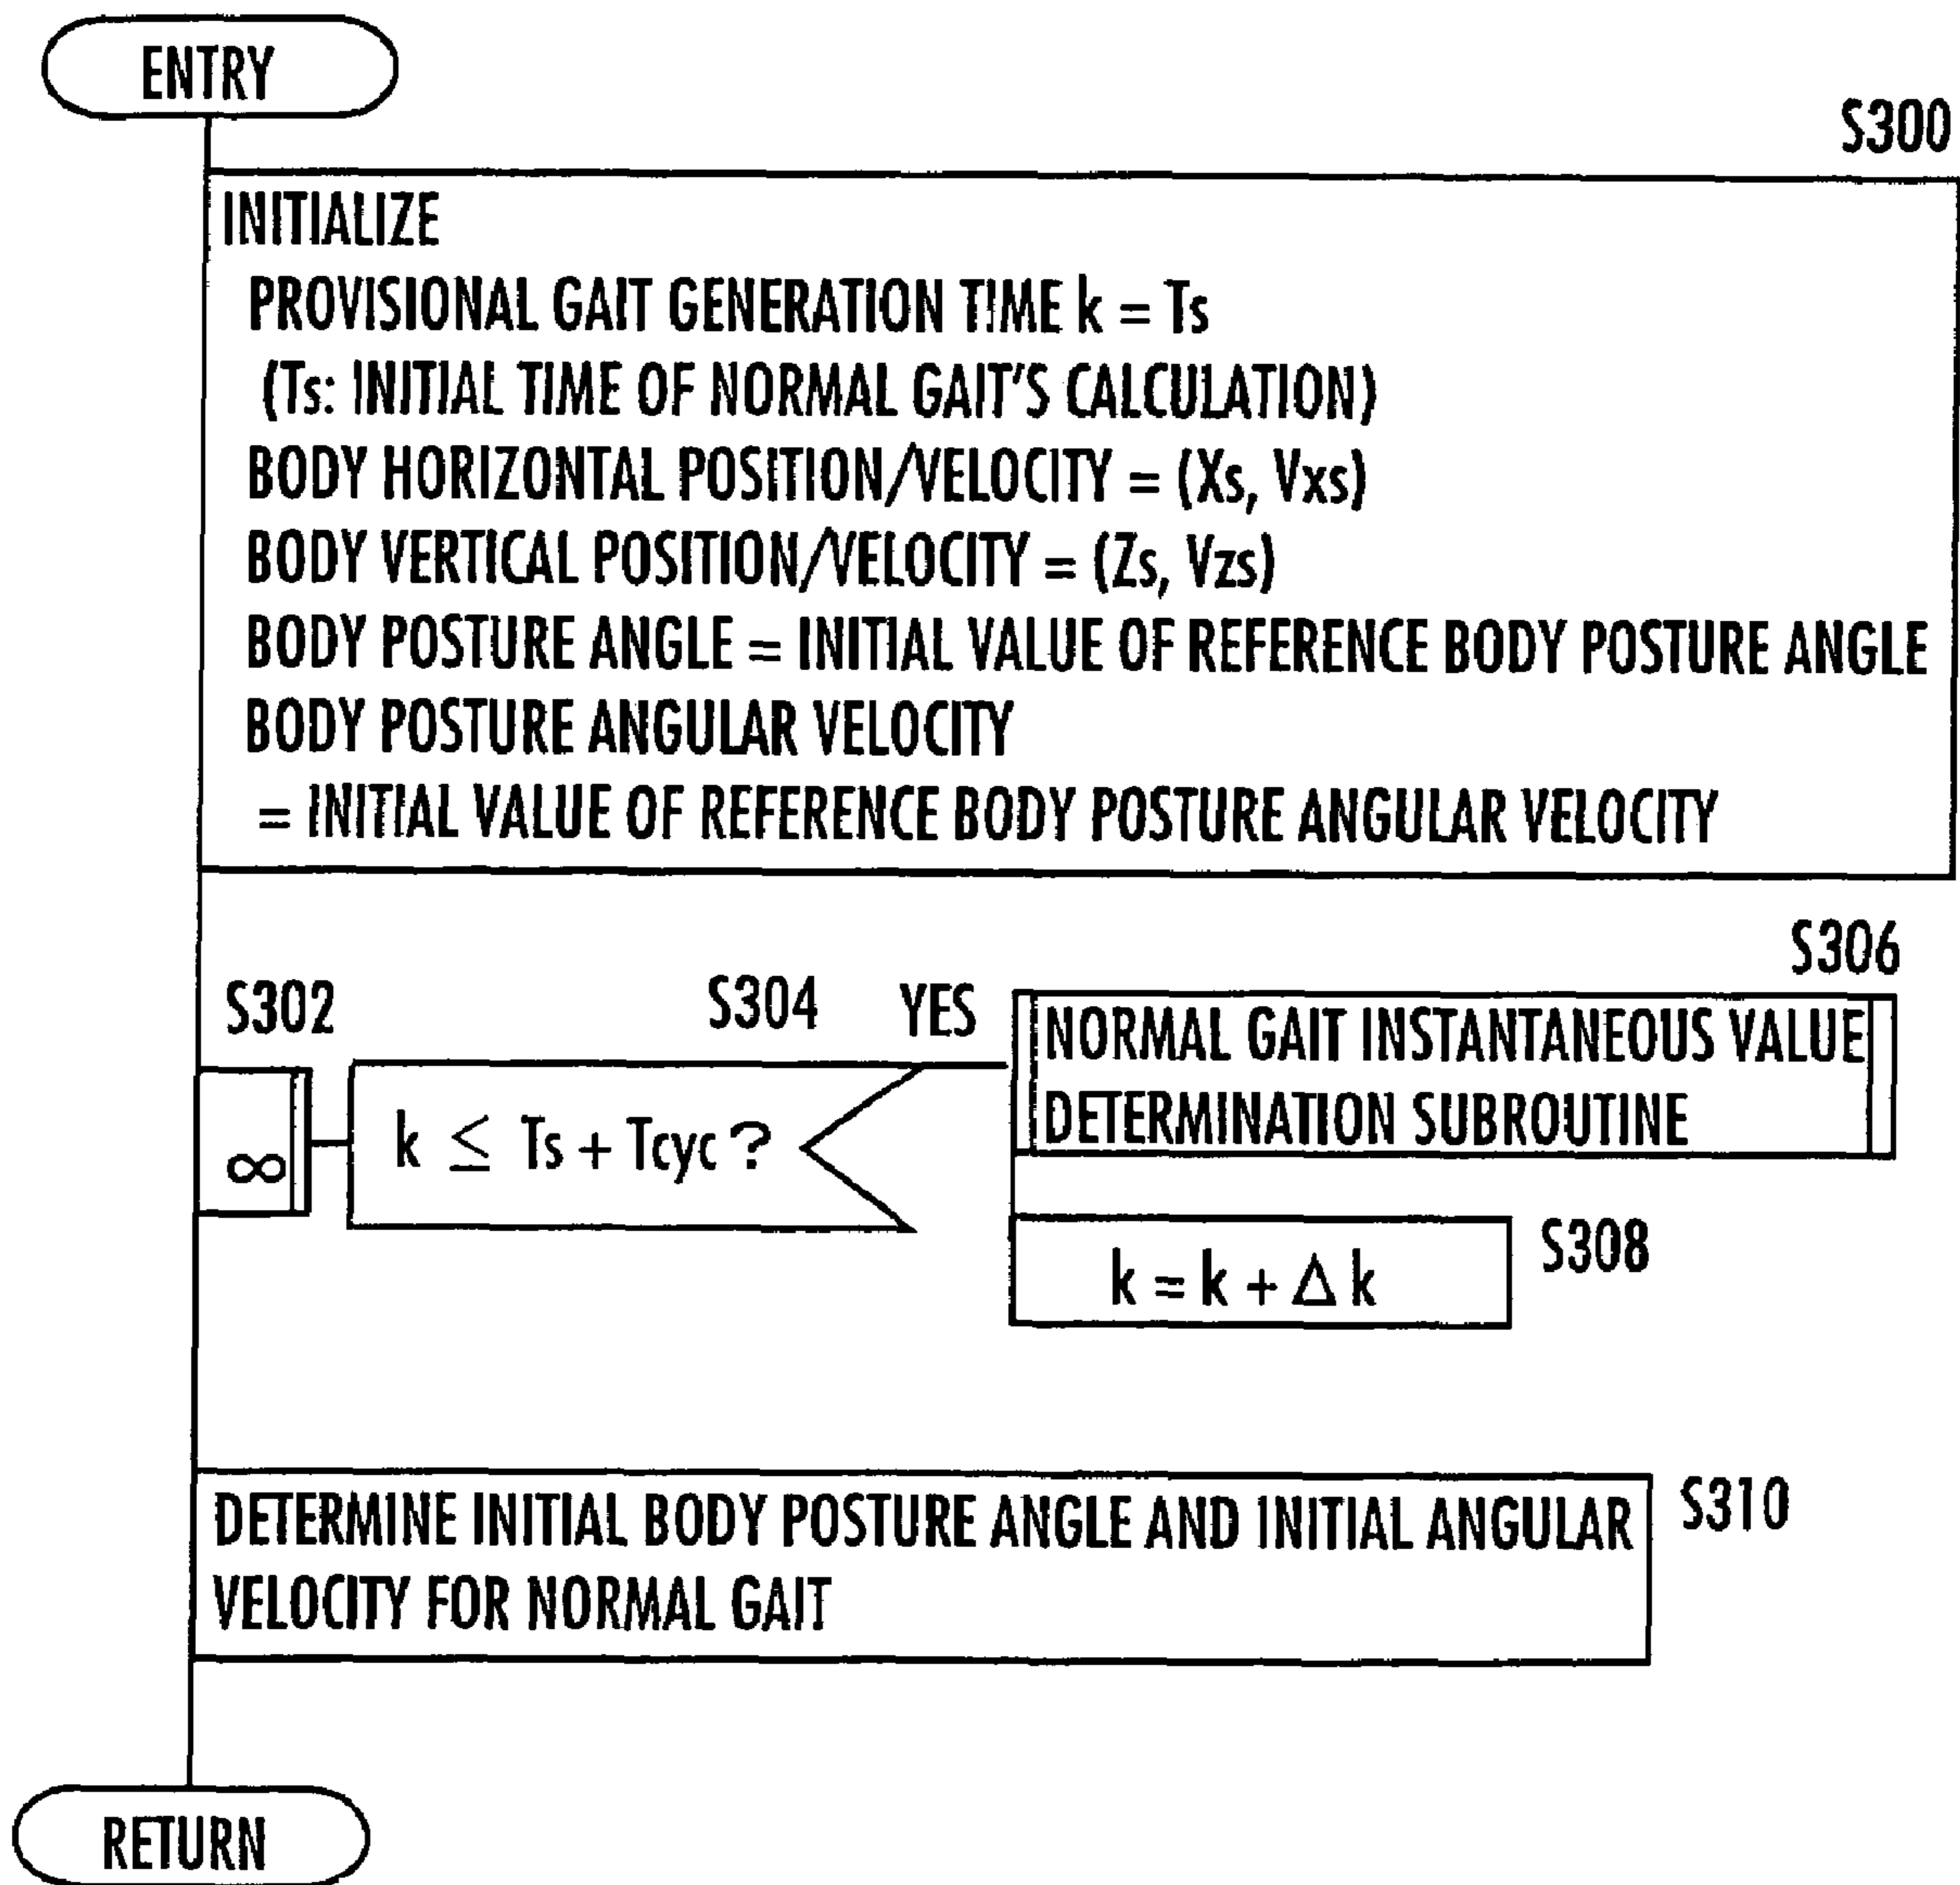 ENTRY
S300
INITIALIZE
PROVISIONAL GAIT GENERATION TIME k = Ts
(Ts: INITIAL TIME OF NORMAL GAIT'S CALCULATION)
BODY HORIZONTAL POSITION/VELOCITY = (Xs, Vxs)
BODY VERTICAL POSITION/VELOCITY = (Zs, Vzs)
BODY POSTURE ANGLE = INITIAL VALUE OF REFERENCE BODY POSTURE ANGLE
BODY POSTURE ANGULAR VELOCITY
= INITIAL VALUE OF REFERENCE BODY POSTURE ANGULAR VELOCITY
S302
∞
S304
k ≤ Ts + Tcyc ?
YES
S306
NORMAL GAIT INSTANTANEOUS VALUE
DETERMINATION SUBROUTINE
k = k + Δ k
S308
DETERMINE INITIAL BODY POSTURE ANGLE AND INITIAL ANGULAR
VELOCITY FOR NORMAL GAIT
S310
RETURN